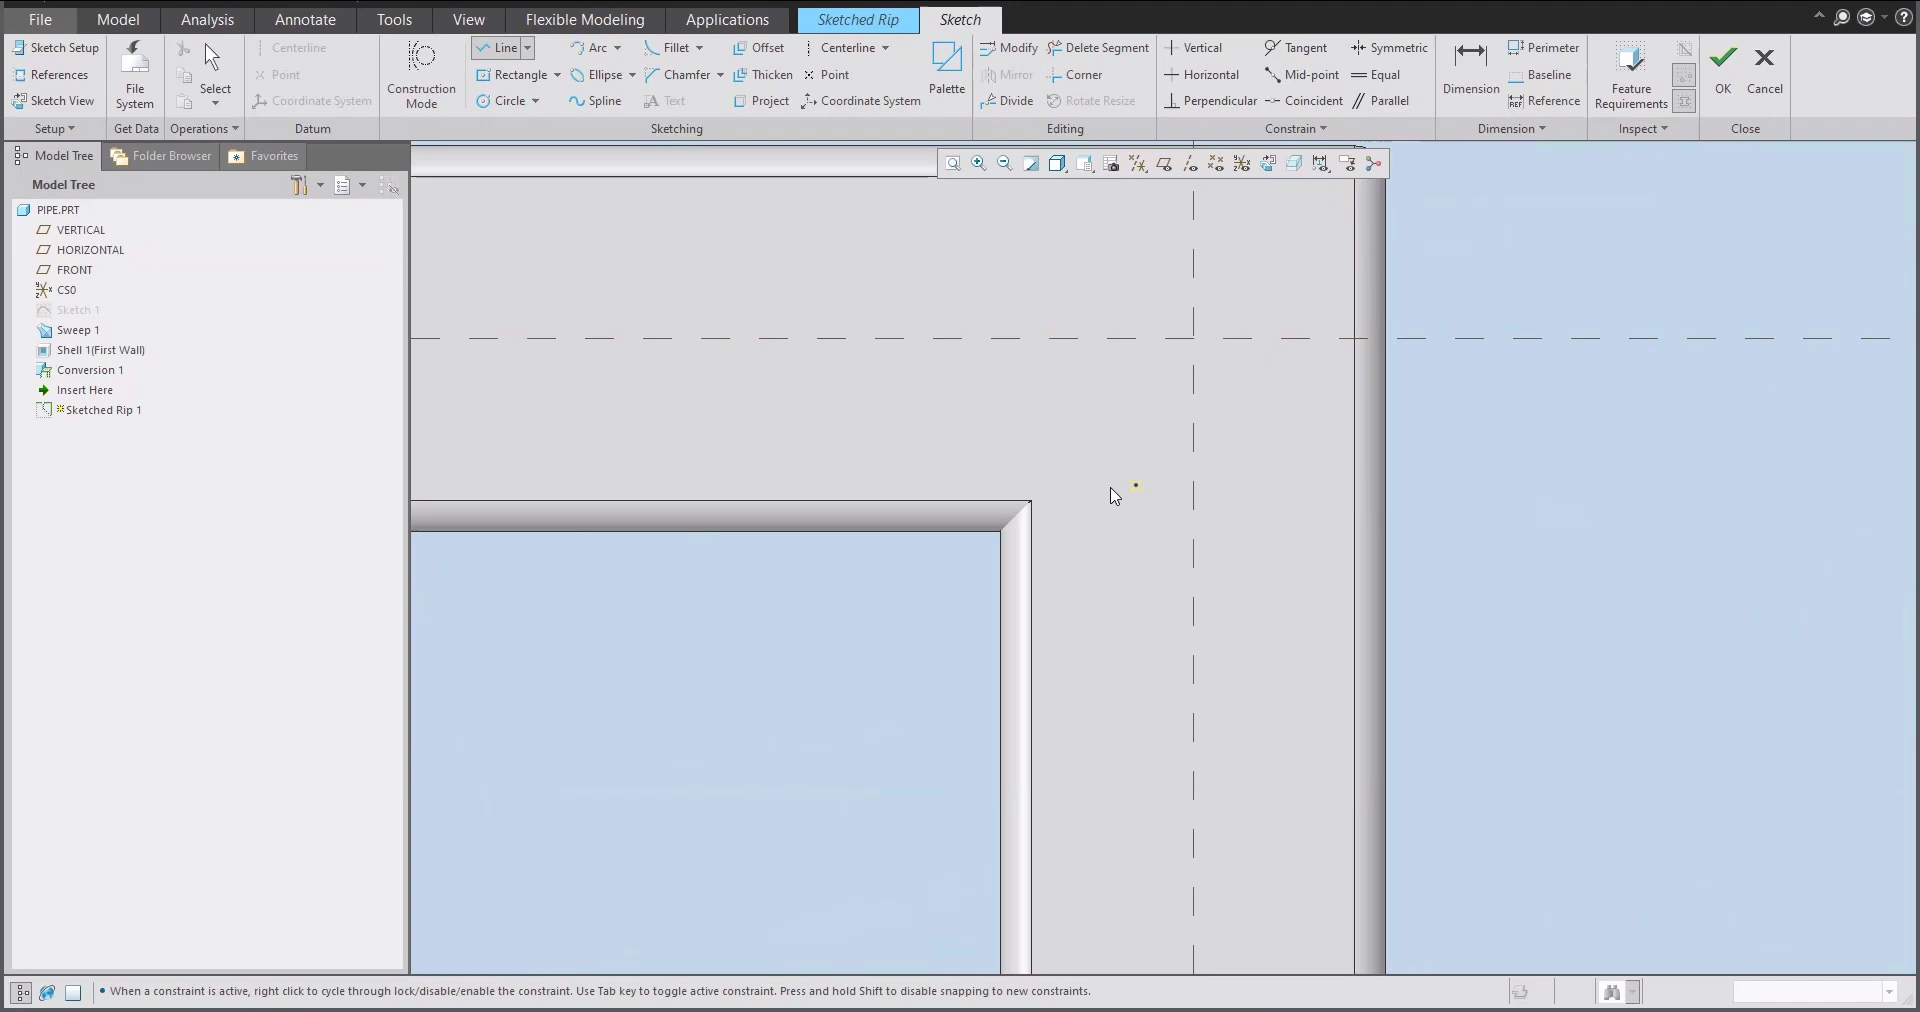 File Model Analysis Annotate Tools View Flexible Modeling Applications Sketched Rip Sketch
Sketch Setup
References
Sketch View
Setup
File
System
Get Data
Select
Operations
Centerline
Point
Coordinate System
Datum
Construction
Mode
Line Arc Fillet Offset Centerline
Rectangle Ellipse Chamfer Thicken Point
Circle Spline Text Project Coordinate System
Palette
Sketching
Modify Delete Segment
Mirror Corner
Divide Rotate Resize
Editing
Vertical Tangent Symmetric
Horizontal Mid-point Equal
Perpendicular Coincident Parallel
Constrain
Dimension
Perimeter
Baseline
REF Reference
Dimension
Feature
Requirements
Inspect
OK Cancel
Close
Model Tree Folder Browser Favorites
Model Tree
PIPE.PRT
VERTICAL
HORIZONTAL
FRONT
CS0
Sketch 1
Sweep 1
Shell 1(First Wall)
Conversion 1
Insert Here
Sketched Rip 1
• When a constraint is active, right click to cycle through lock/disable/enable the constraint. Use Tab key to toggle active constraint. Press and hold Shift to disable snapping to new constraints.